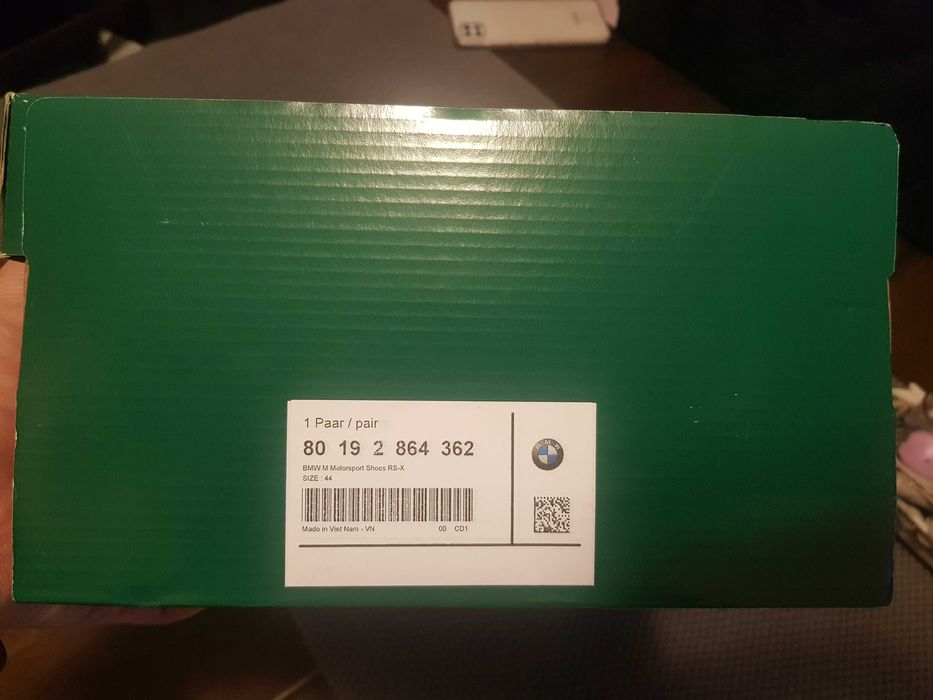 1 Paar / pair
80 19 2 864 362
BMW M Motorsport Shoes RS-X
SIZE : 44
Made in Viet Nam - VN 00 CD1
BMW